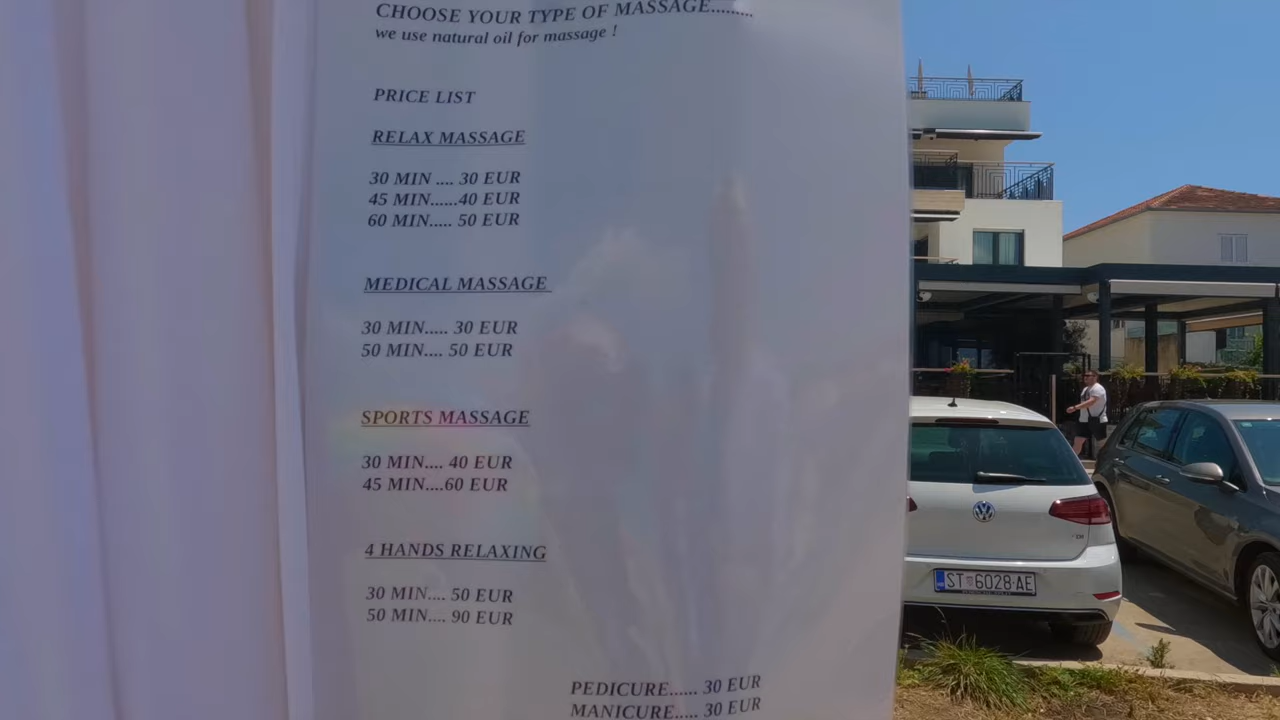 CHOOSE YOUR TYPE OF MASSAGE.........
we use natural oil for massage !
PRICE LIST
RELAX MASSAGE
30 MIN .... 30 EUR
45 MIN......40 EUR
60 MIN..... 50 EUR
MEDICAL MASSAGE
30 MIN..... 30 EUR
50 MIN.... 50 EUR
SPORTS MASSAGE
30 MIN.... 40 EUR
45 MIN....60 EUR
4 HANDS RELAXING
30 MIN.... 50 EUR
50 MIN.... 90 EUR
PEDICURE...... 30 EUR
MANICURE..... 30 EUR
ST 6028-AE